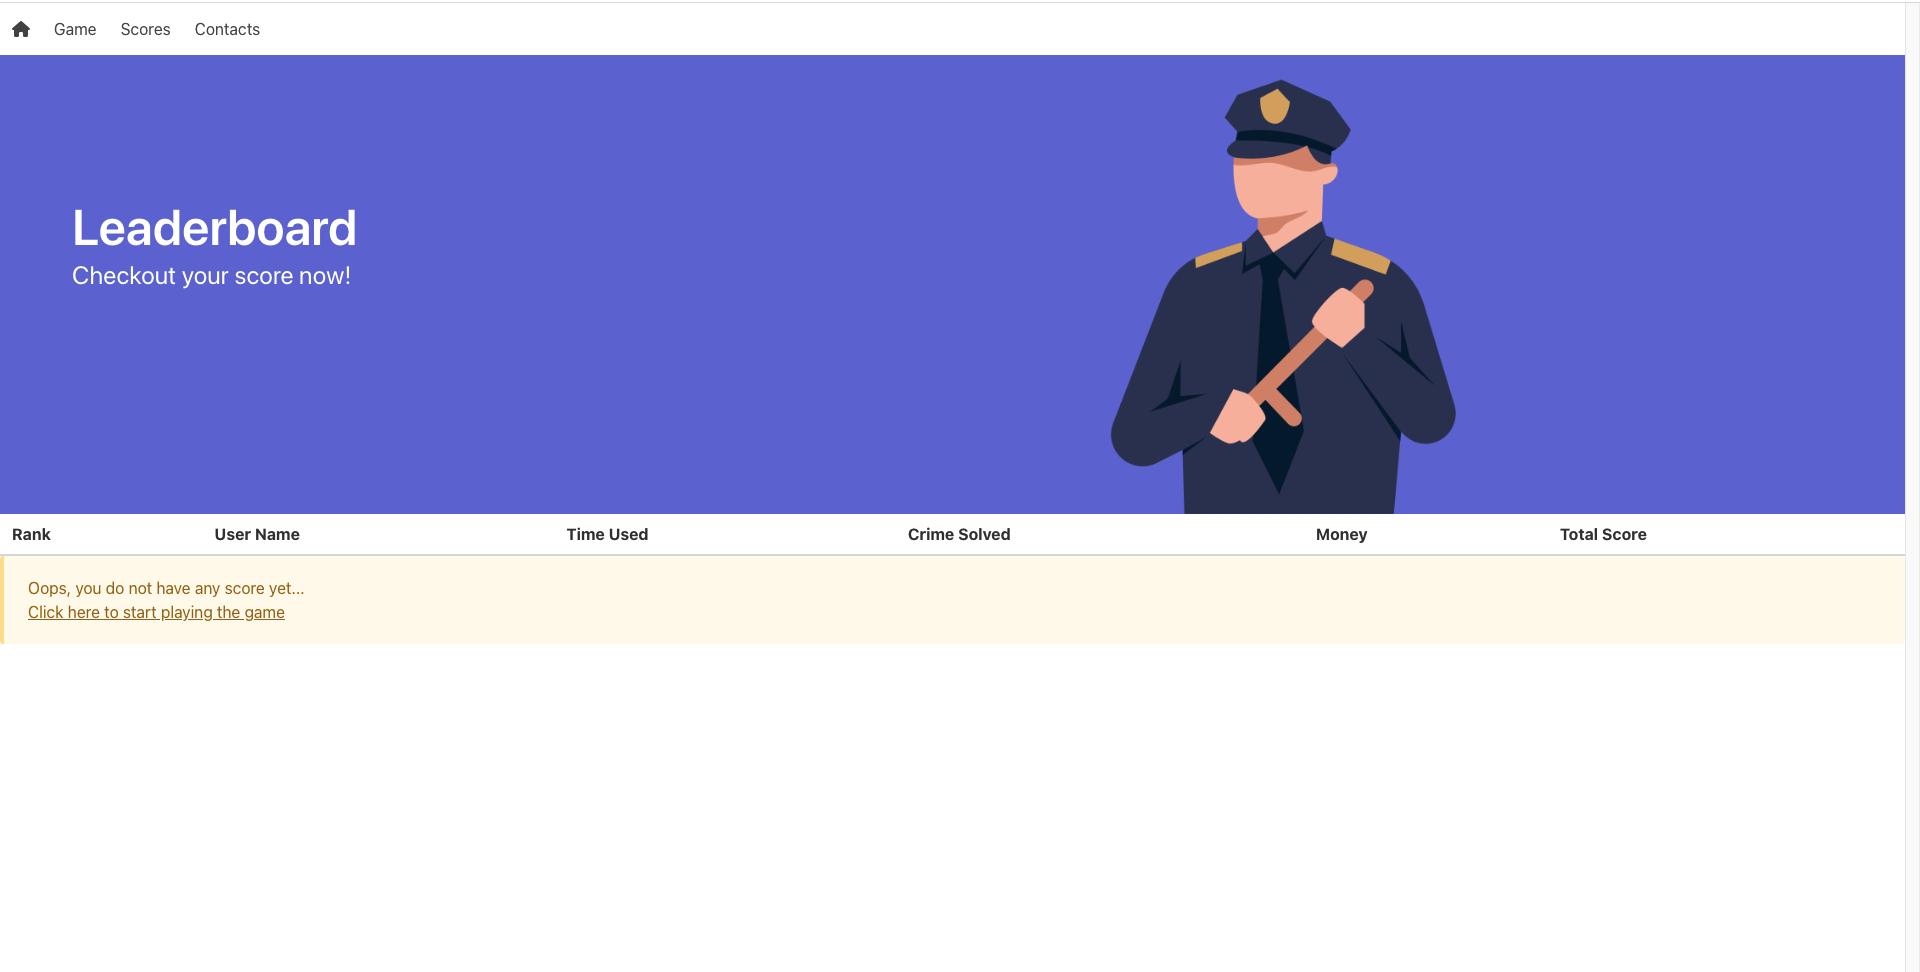 Game Scores Contacts
Leaderboard
Checkout your score now!
Rank User Name Time Used Crime Solved Money Total Score
Oops, you do not have any score yet...
Click here to start playing the game